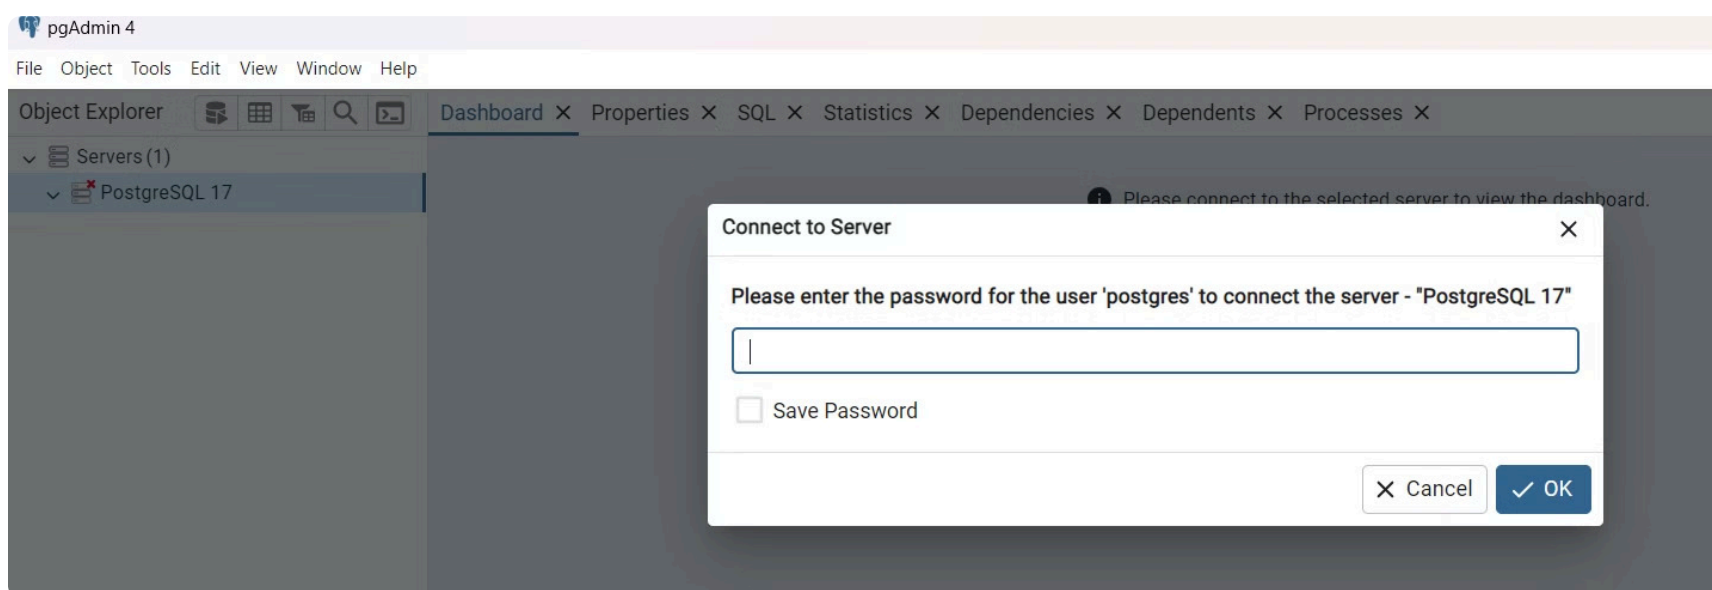 pgAdmin 4
File Object Tools Edit View Window Help
Object Explorer
Dashboard Properties SQL Statistics Dependencies Dependents Processes
Servers (1)
PostgreSQL 17
Please connect to the selected server to view the dashboard.
Connect to Server
Please enter the password for the user 'postgres' to connect the server - "PostgreSQL 17"
Save Password
Cancel OK